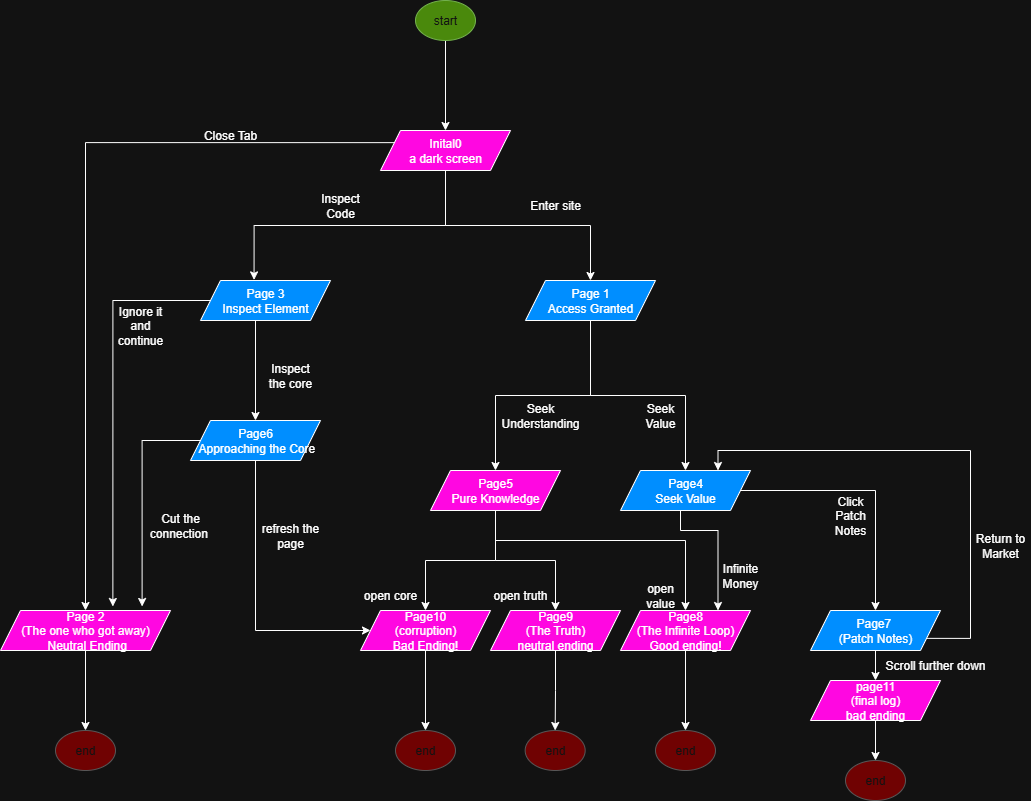 start
Close Tab
Inital0
a dark screen
Inspect
Code
Enter site
Page 3
Inspect Element
Page 1
Access Granted
Ignore it
and
continue
Inspect
the core
Seek
Understanding
Seek
Value
Page6
Approaching the Core
Page5
Pure Knowledge
Page4
Seek Value
Click
Patch
Notes
Cut the
connection
refresh the
page
Return to
Market
Infinite
Money
open core
open truth
open
value
Page 2
(The one who got away)
Neutral Ending
Page10
(corruption)
Bad Ending!
Page9
(The Truth)
neutral ending
Page8
(The Infinite Loop)
Good ending!
Page7
(Patch Notes)
Scroll further down
page11
(final log)
bad ending
end
end
end
end
end